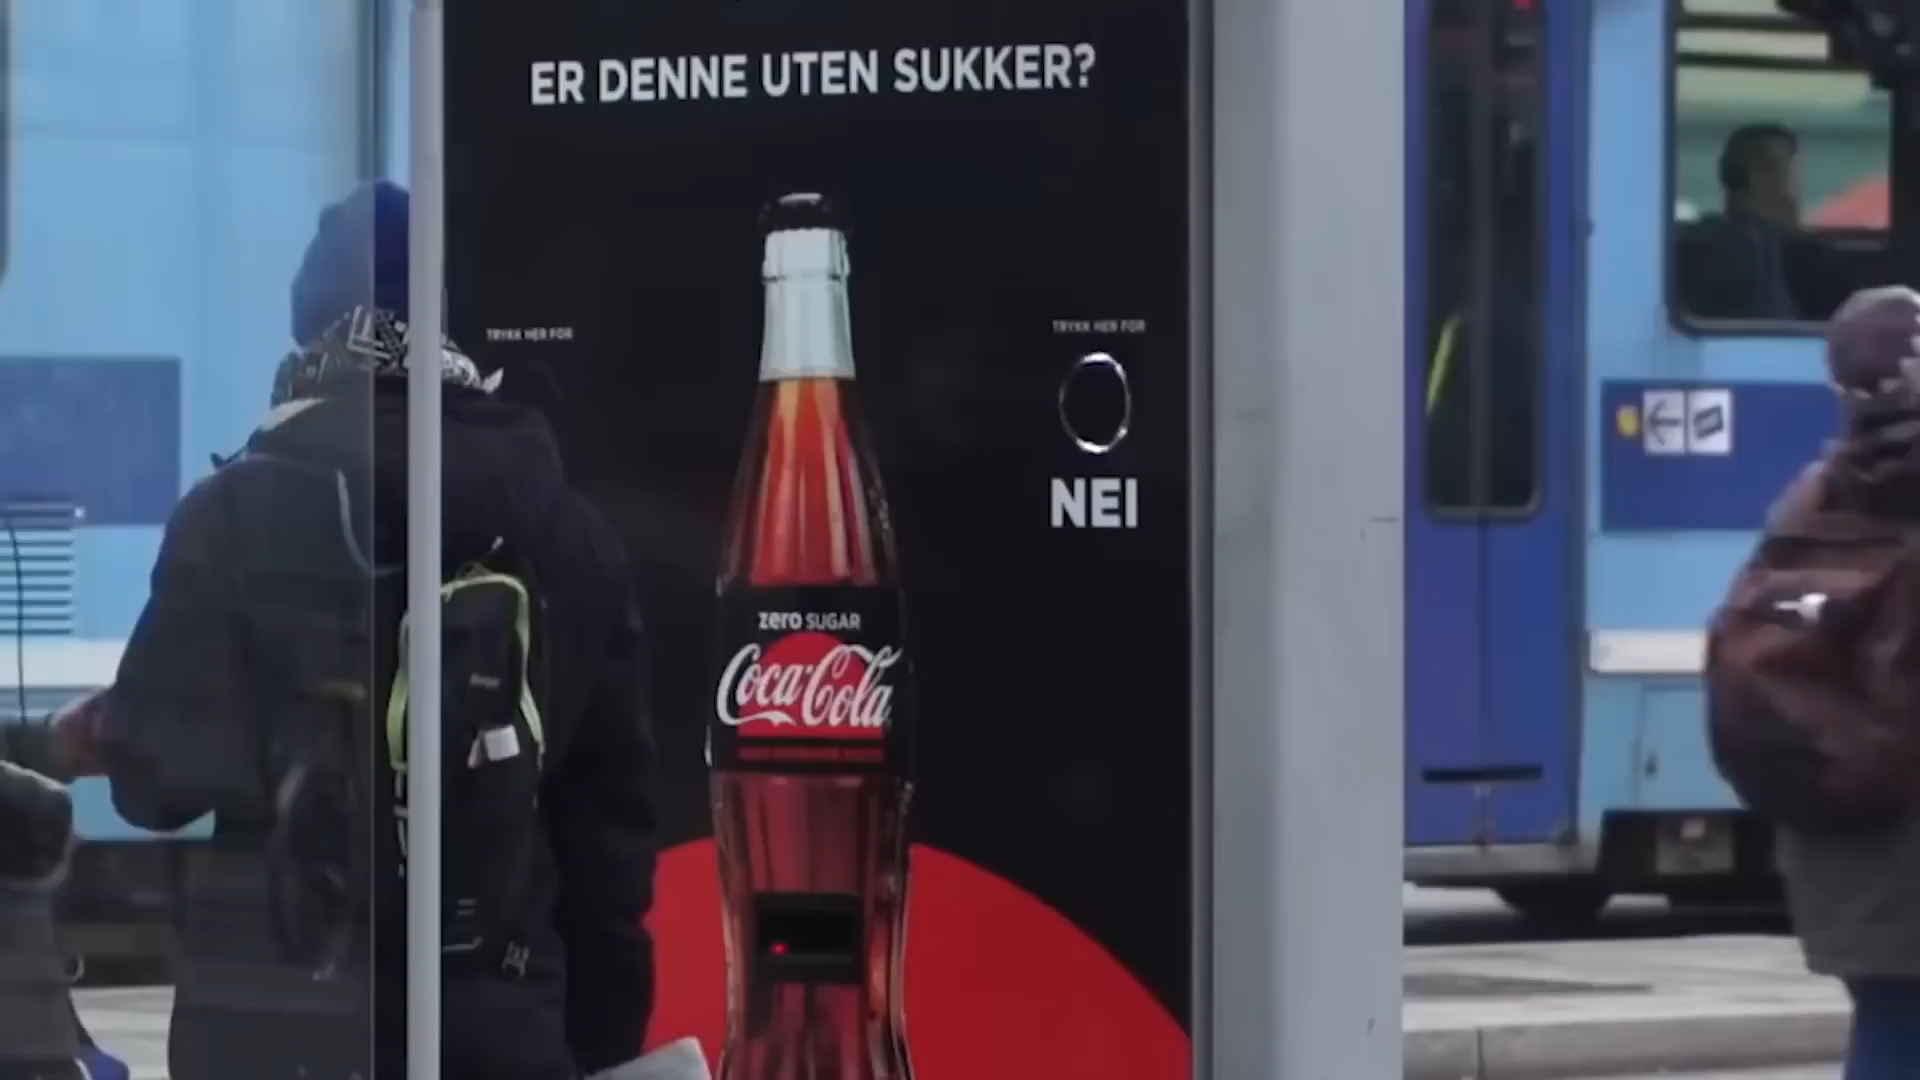 ER DENNE UTEN SUKKER?
TRYKK HER FOR
TRYKK HER FOR
NEI
zero SUGAR
Coca-Cola